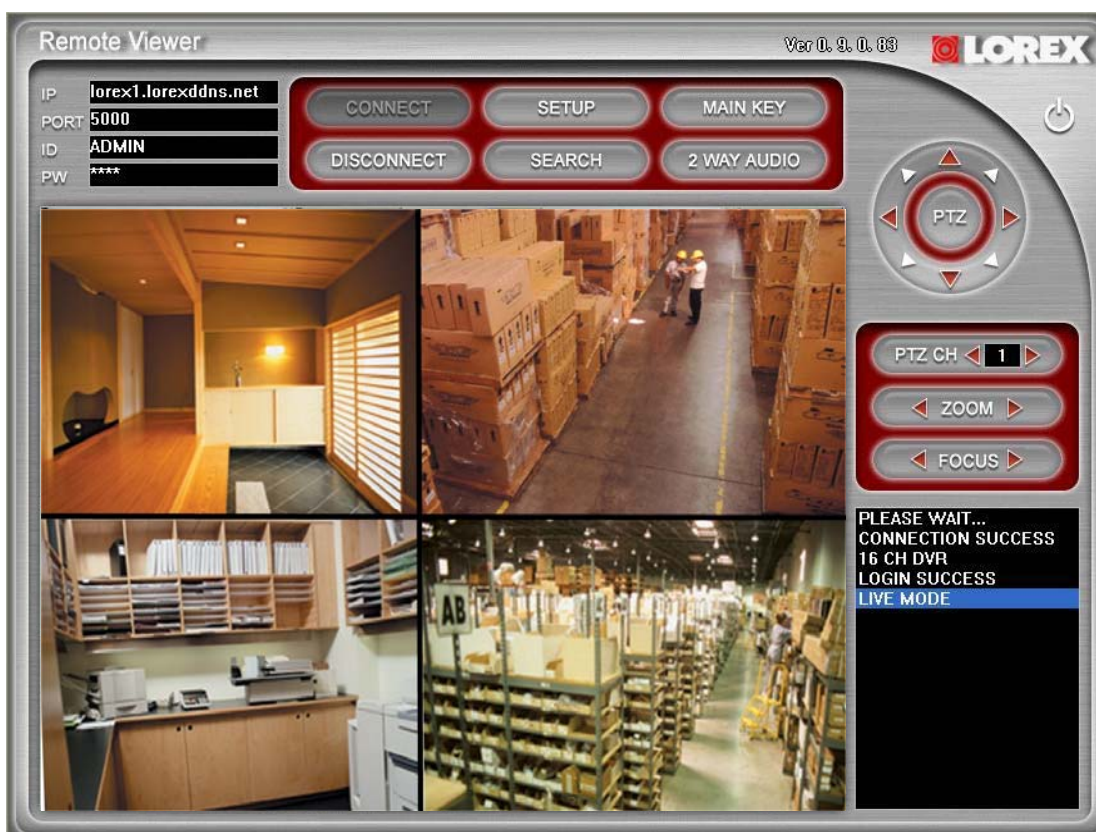 Remote Viewer
Ver 0. 9. 0. 83
LOREX
IP lorex1.lorexddns.net
PORT 5000
ID ADMIN
PW ****
CONNECT SETUP MAIN KEY
DISCONNECT SEARCH 2 WAY AUDIO
PTZ
PTZ CH 1
ZOOM
FOCUS
AB
PLEASE WAIT...
CONNECTION SUCCESS
16 CH DVR
LOGIN SUCCESS
LIVE MODE